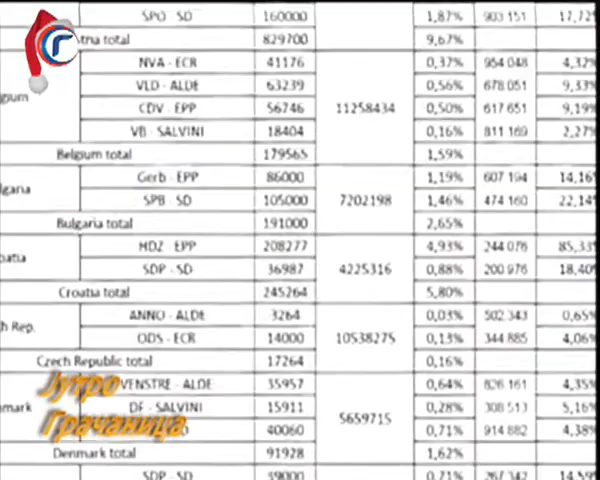 SPO - SD 160000 1,87% 903 151 17,72
total 829700 9,67%
NVA - ECR 41176 0,37% 954 048 4,32%
VLD - ALDE 63239 0,56% 678 051 9,33%
CDV - EPP 56746 11258434 0,50% 617 651 9,19%
VB - SALVINI 18404 0,16% 811 169 2,27%
Belgium total 179565 1,59%
Gerb - EPP 86000 1,19% 607 194 14,16
SPB - SD 105000 7202198 1,46% 474 160 22,14
Bulgaria total 191000 2,65%
HDZ EPP 208277 4,93% 244 076 85,33
SDP - SD 36987 4225316 0,88% 200 976 18,40
Croatia total 245264 5,80%
h Rep. ANNO - ALDE 3264 0,03% 502 343 0,65
ODS - ECR 14000 10538275 0,13% 344 885 4,06
Czech Republic total 17264 0,16%
Јутро VENSTRE - ALDE 35957 0,64% 826 161 4,35
mark DF - SALVINI 15911 5659715 0,28% 308 513 5,16
Грачаница 40060 0,71% 914 882 4,38
Denmark total 91928 1,62%
SDP - SD 39000 0,71% 267 342 14,59